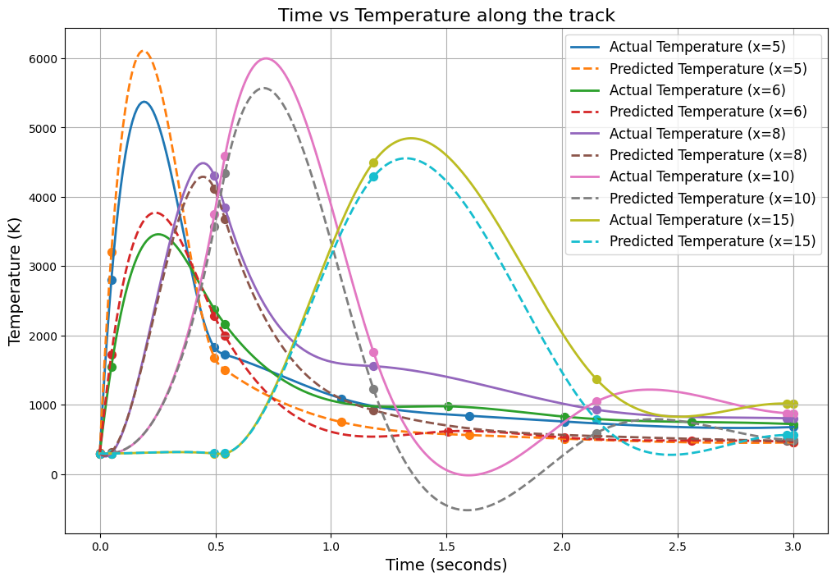 Time vs Temperature along the track
Temperature (K)
6000
5000
4000
3000
2000
1000
0
Actual Temperature (x=5)
Predicted Temperature (x=5)
Actual Temperature (x=6)
Predicted Temperature (x=6)
Actual Temperature (x=8)
Predicted Temperature (x=8)
Actual Temperature (x=10)
Predicted Temperature (x=10)
Actual Temperature (x=15)
Predicted Temperature (x=15)
0.0 0.5 1.0 1.5 2.0 2.5 3.0
Time (seconds)